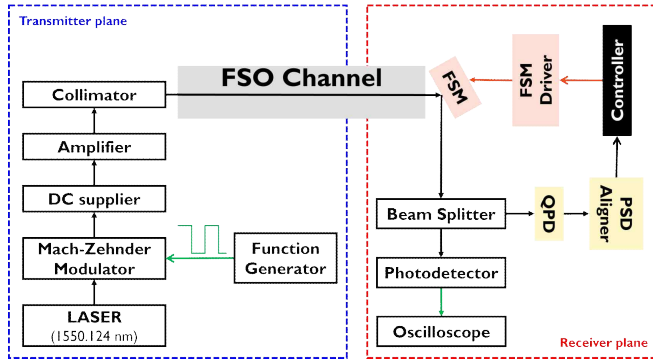 Transmitter plane
Collimator
Amplifier
DC supplier
Mach-Zehnder
Modulator
LASER
(1550.124 nm)
Function
Generator
FSO Channel
FSM
FSM
Driver
Controller
Beam Splitter
QPD
PSD
Aligner
Photodetector
Oscilloscope
Receiver plane